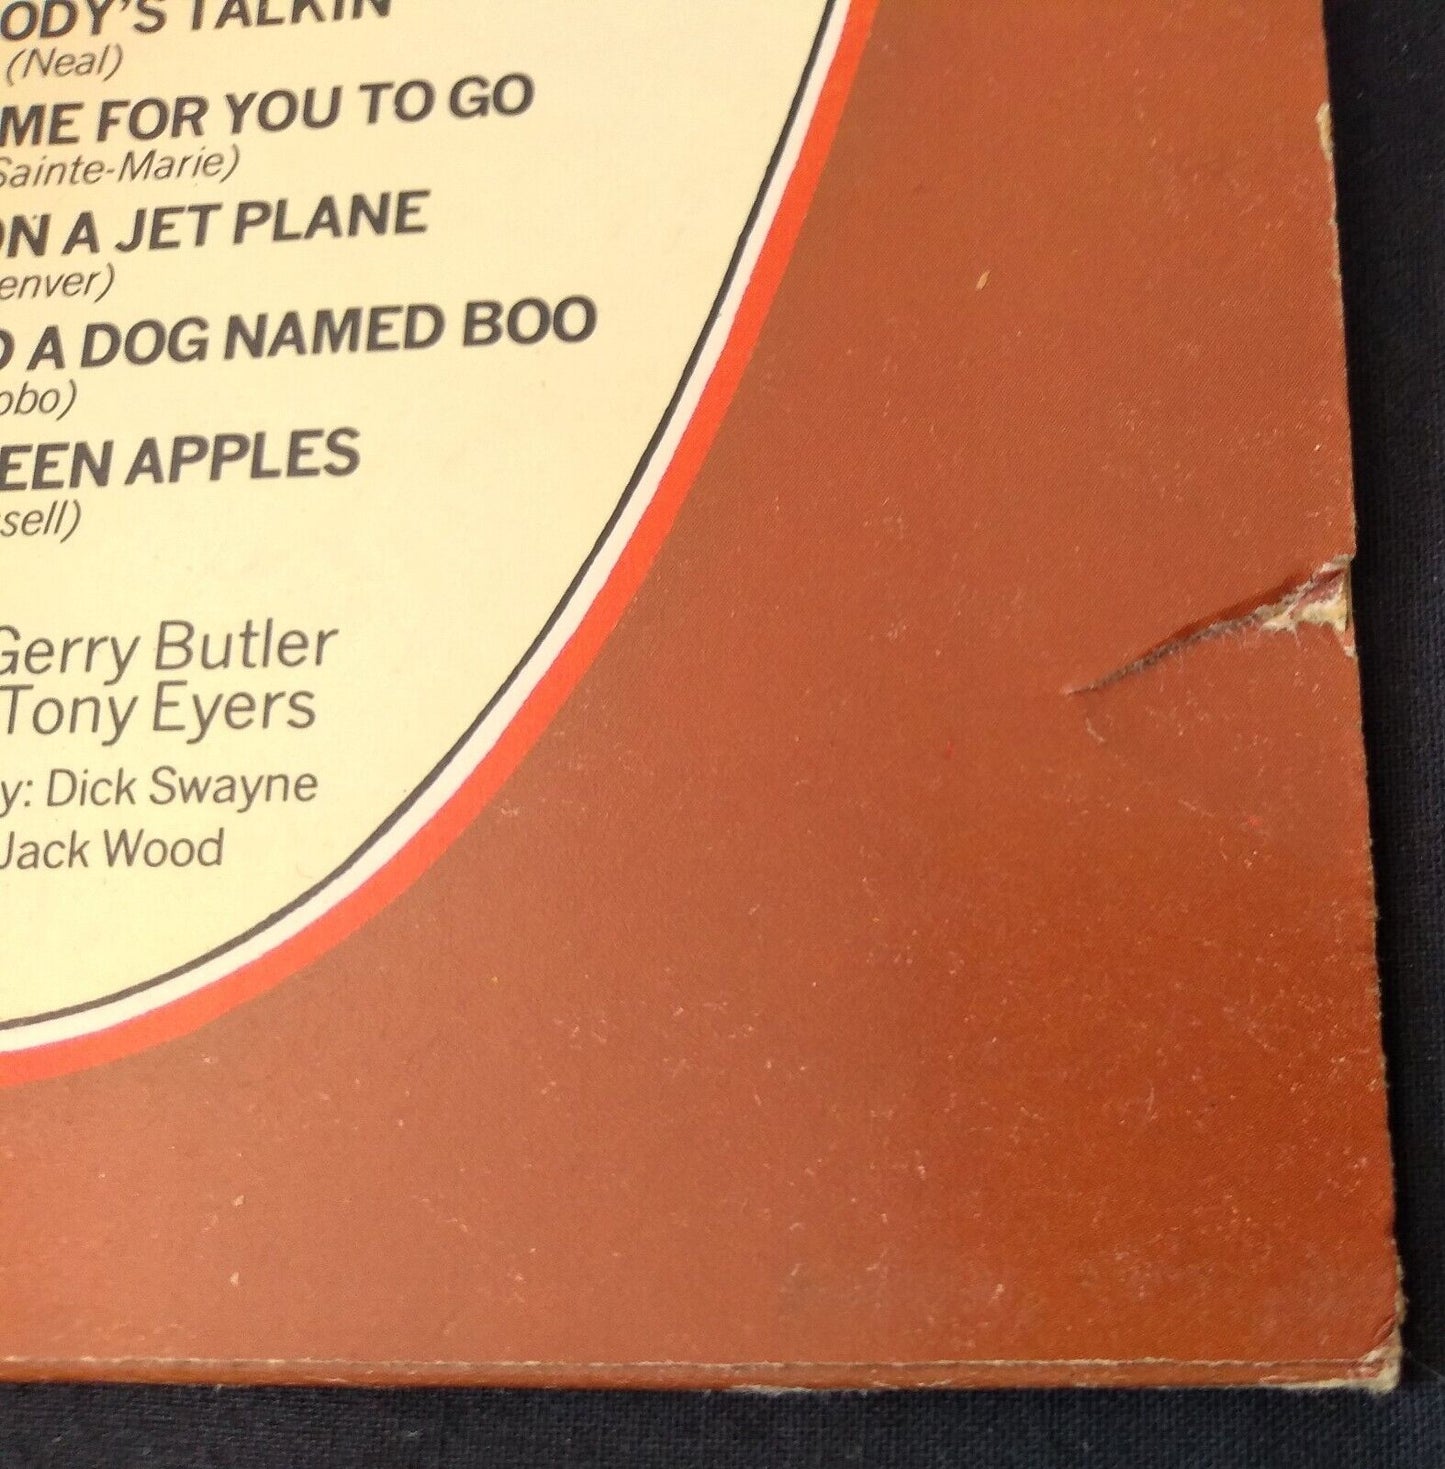 ODY'S TALKIN
(Neal)
ME FOR YOU TO GO
Sainte-Marie)
ON A JET PLANE
enver)
D A DOG NAMED BOO
obo)
EEN APPLES
sell)
Gerry Butler
Tony Eyers
y: Dick Swayne
Jack Wood